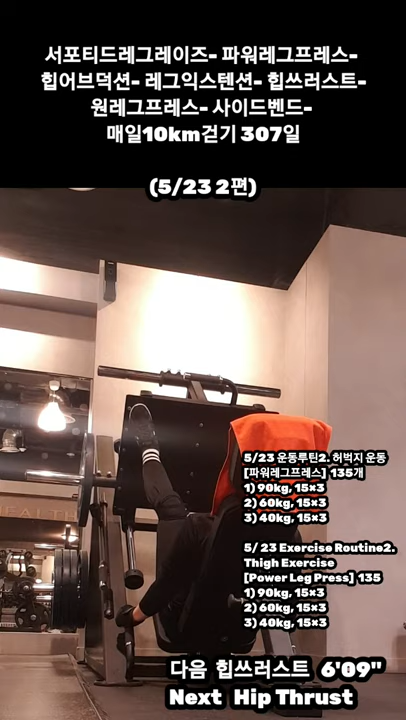 서포티드레그레이즈- 파워레그프레스-
힙어브덕션- 레그익스텐션- 힙쓰러스트-
원레그프레스- 사이드벤드-
매일10km걷기 307일
(5/23 2편)
HEALTH
5/23 운동루틴2. 허벅지 운동
[파워레그프레스] 135개
1) 90kg, 15×3
2) 60kg, 15×3
3) 40kg, 15×3
5/ 23 Exercise Routine2.
Thigh Exercise
[Power Leg Press] 135
1) 90kg, 15×3
2) 60kg, 15×3
3) 40kg, 15×3
다음 힙쓰러스트 6'09"
Next Hip Thrust